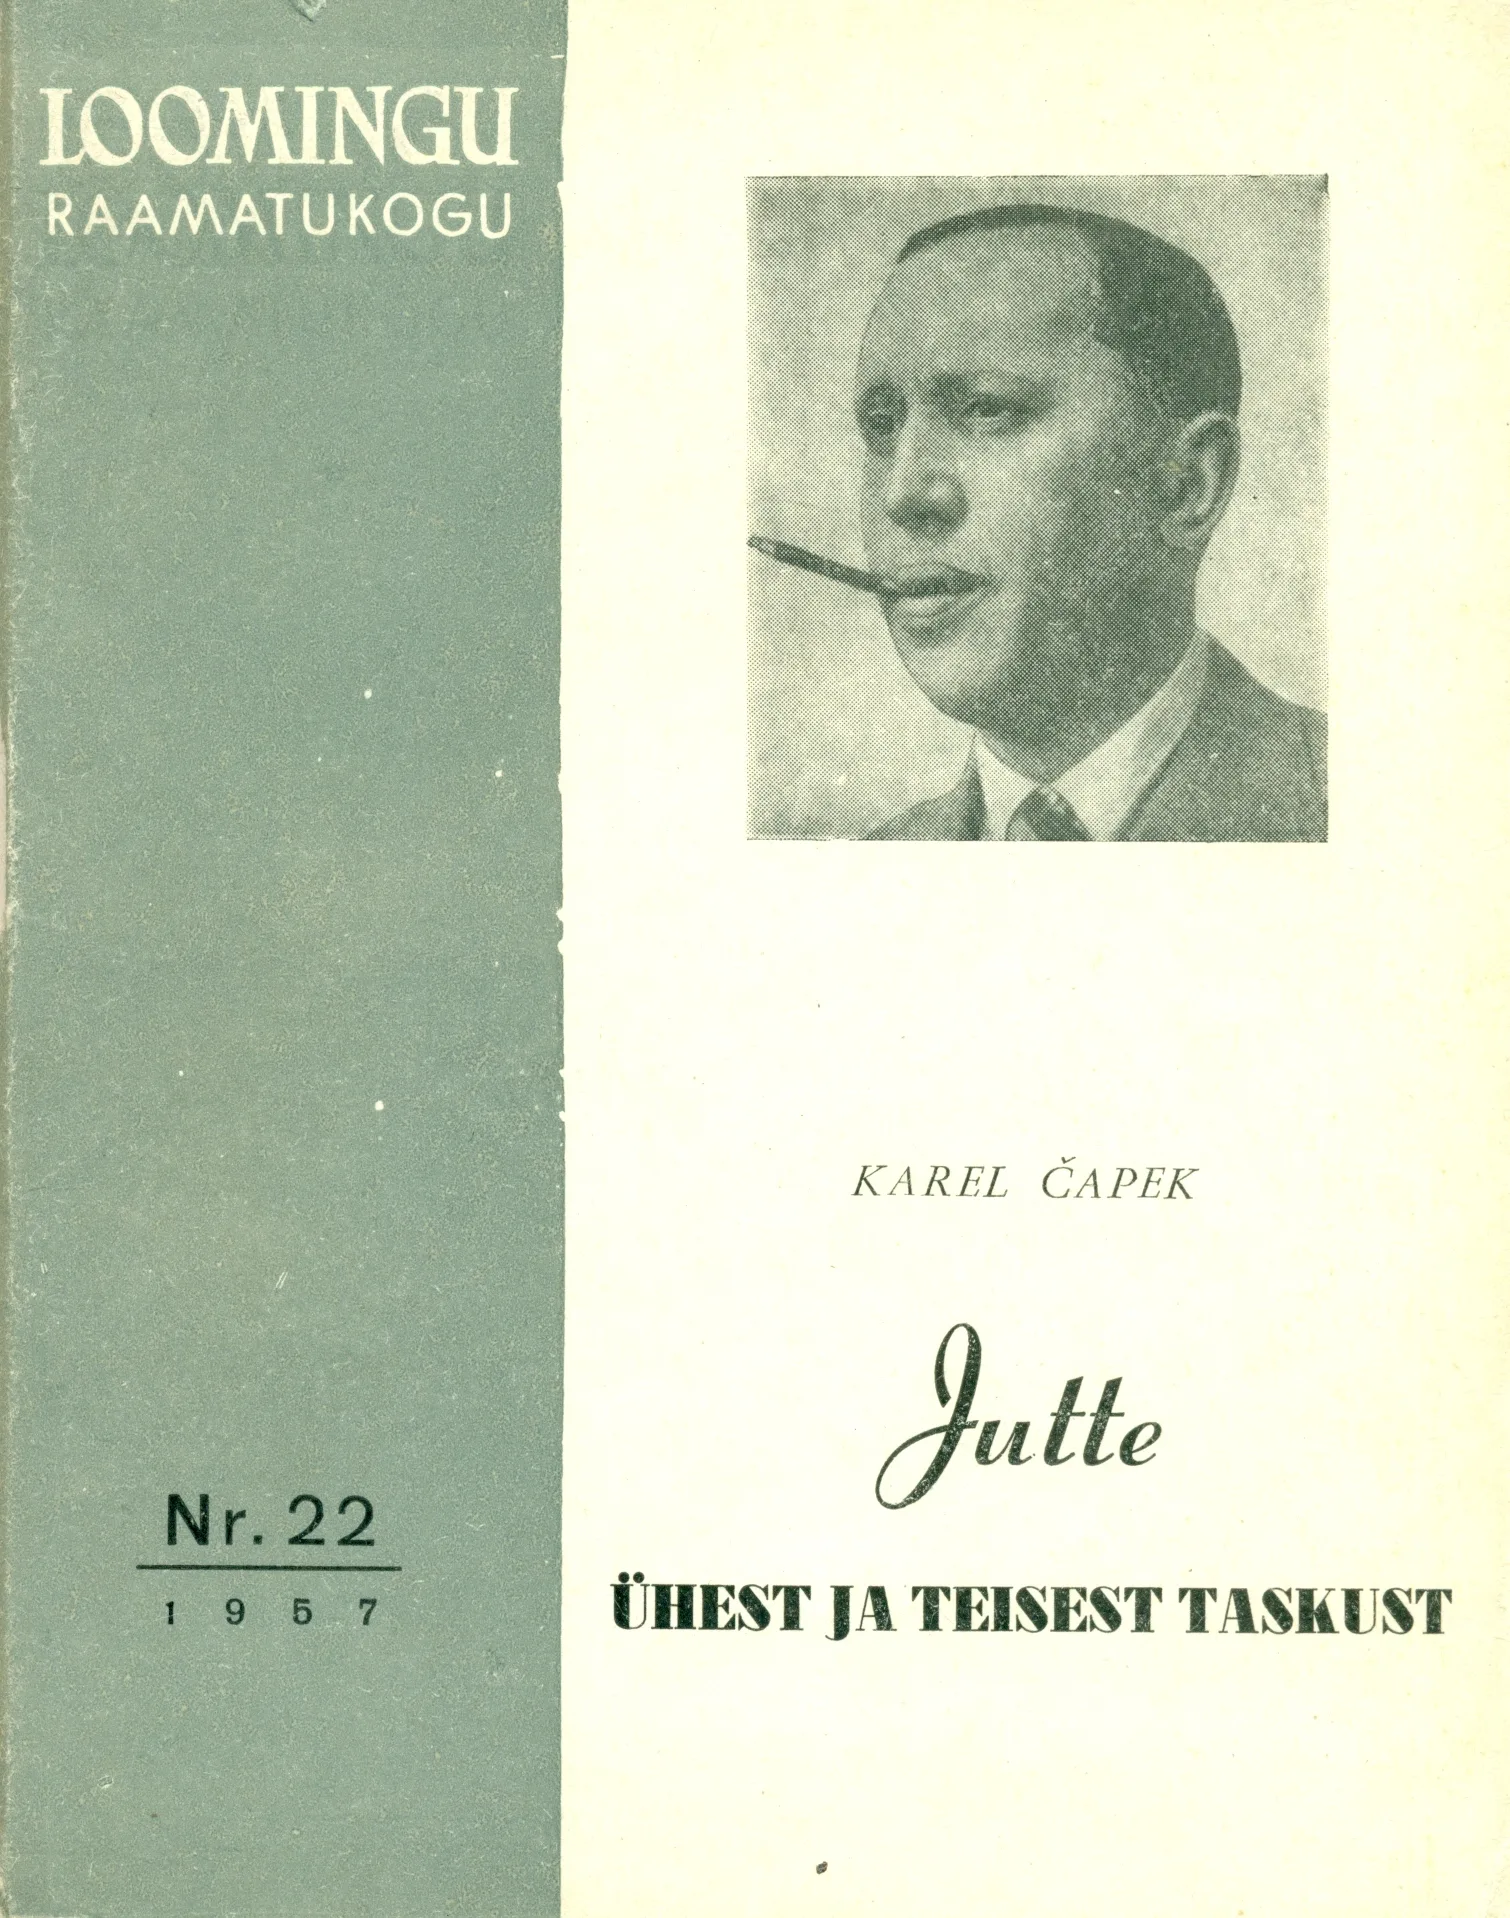 LOOMINGU
RAAMATUKOGU
Nr. 22
1957
KAREL ČAPEK
Jutte
ÜHEST JA TEISEST TASKUST